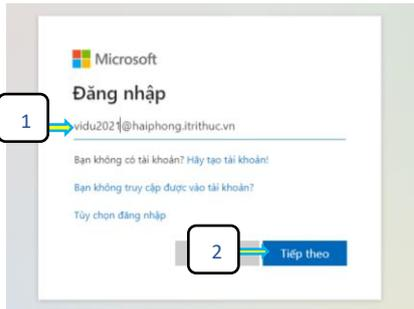 Microsoft
Đăng nhập
1
vidu2021@haiphong.itrithuc.vn
Bạn không có tài khoản? Hãy tạo tài khoản!
Bạn không truy cập được vào tài khoản?
Tùy chọn đăng nhập
2
Tiếp theo